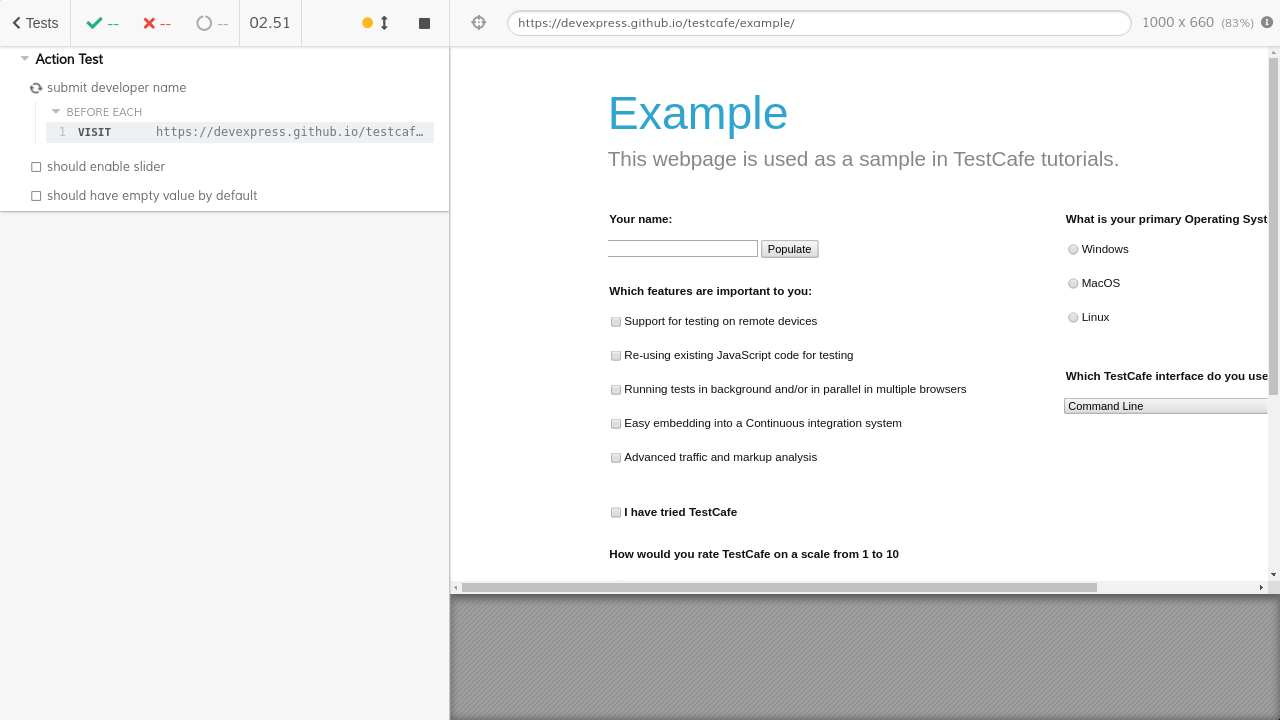 Tests
--
--
--
02.51
https://devexpress.github.io/testcafe/example/
1000 x 660 (83%)
Action Test
submit developer name
BEFORE EACH
1 VISIT https://devexpress.github.io/testcaf…
should enable slider
should have empty value by default
Example
This webpage is used as a sample in TestCafe tutorials.
Your name:
Populate
Which features are important to you:
Support for testing on remote devices
Re-using existing JavaScript code for testing
Running tests in background and/or in parallel in multiple browsers
Easy embedding into a Continuous integration system
Advanced traffic and markup analysis
I have tried TestCafe
How would you rate TestCafe on a scale from 1 to 10
What is your primary Operating Syst
Windows
MacOS
Linux
Which TestCafe interface do you use
Command Line